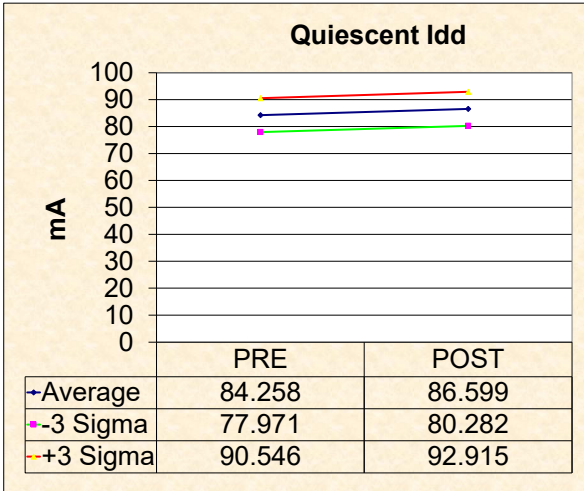 Quiescent Idd
mA
100
90
80
70
60
50
40
30
20
10
0
PRE POST
Average 84.258 86.599
-3 Sigma 77.971 80.282
+3 Sigma 90.546 92.915